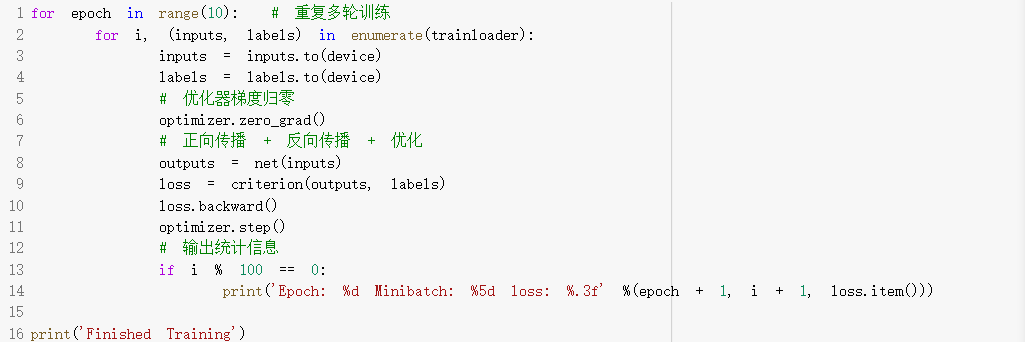 1 for epoch in range(10):  # 重复多轮训练
2     for i, (inputs, labels) in enumerate(trainloader):
3         inputs = inputs.to(device)
4         labels = labels.to(device)
5         # 优化器梯度归零
6         optimizer.zero_grad()
7         # 正向传播 + 反向传播 + 优化
8         outputs = net(inputs)
9         loss = criterion(outputs, labels)
10         loss.backward()
11         optimizer.step()
12         # 输出统计信息
13         if i % 100 == 0:
14             print('Epoch: %d Minibatch: %5d loss: %.3f' %(epoch + 1, i + 1, loss.item()))
15
16 print('Finished Training')